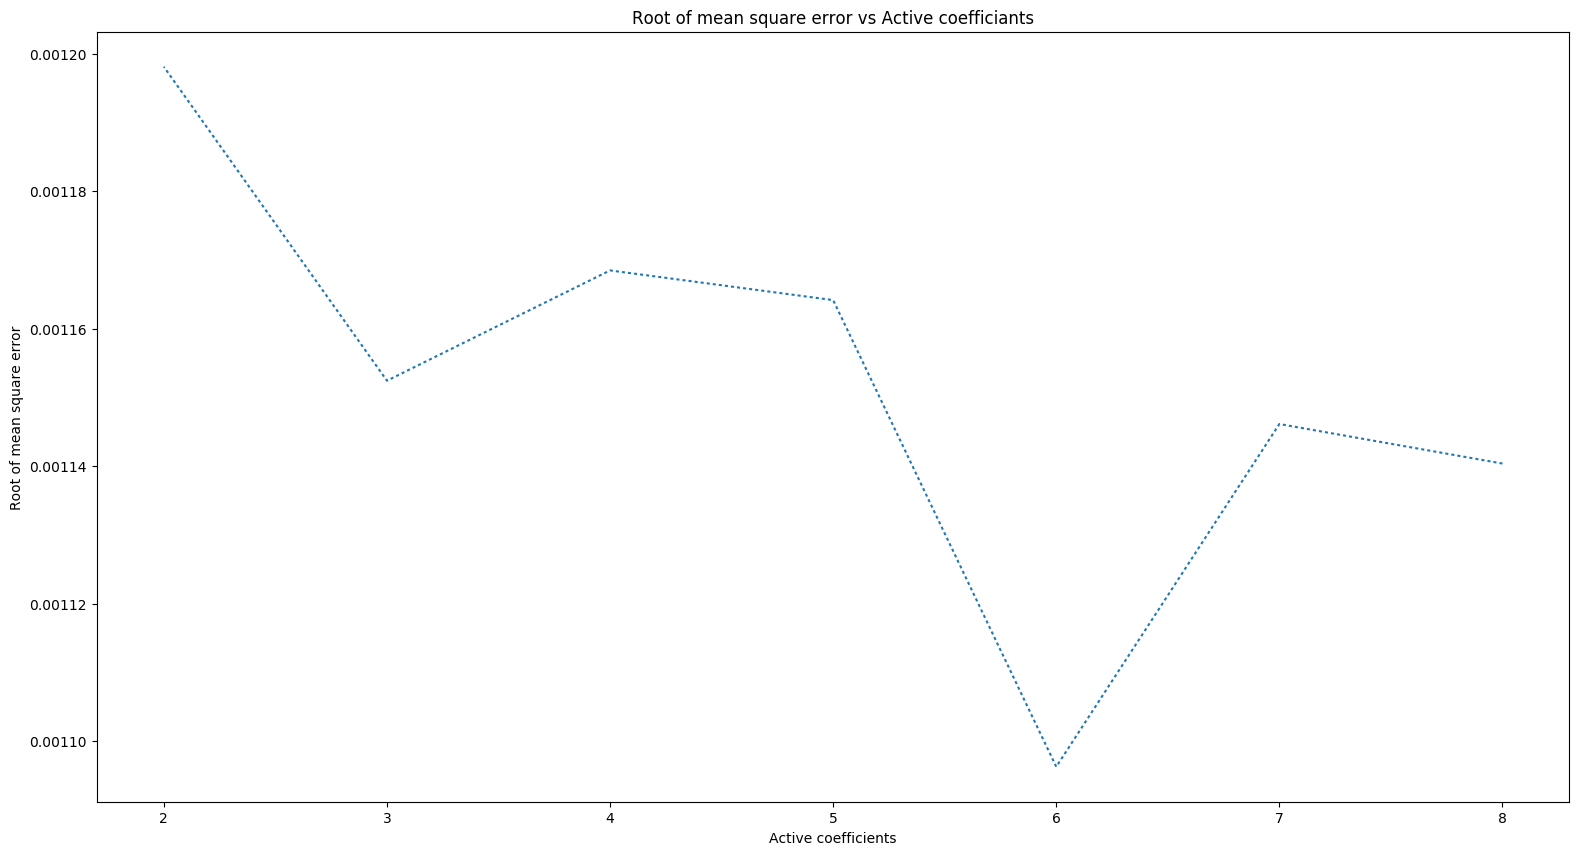 Root of mean square error vs Active coefficiants
0.00120
0.00118
0.00116
0.00114
0.00112
0.00110
Root of mean square error
2 3 4 5 6 7 8
Active coefficients